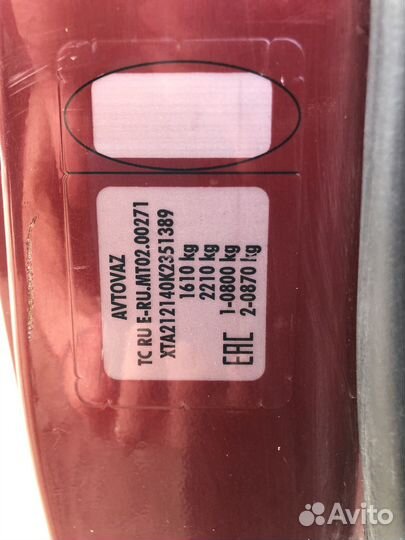 AVTOVAZ
TC RU E-RU.MT02.00271
XTA212140K2351389
1610 kg
2210 kg
1-0800 kg
2-0870 kg
EAC
Avito